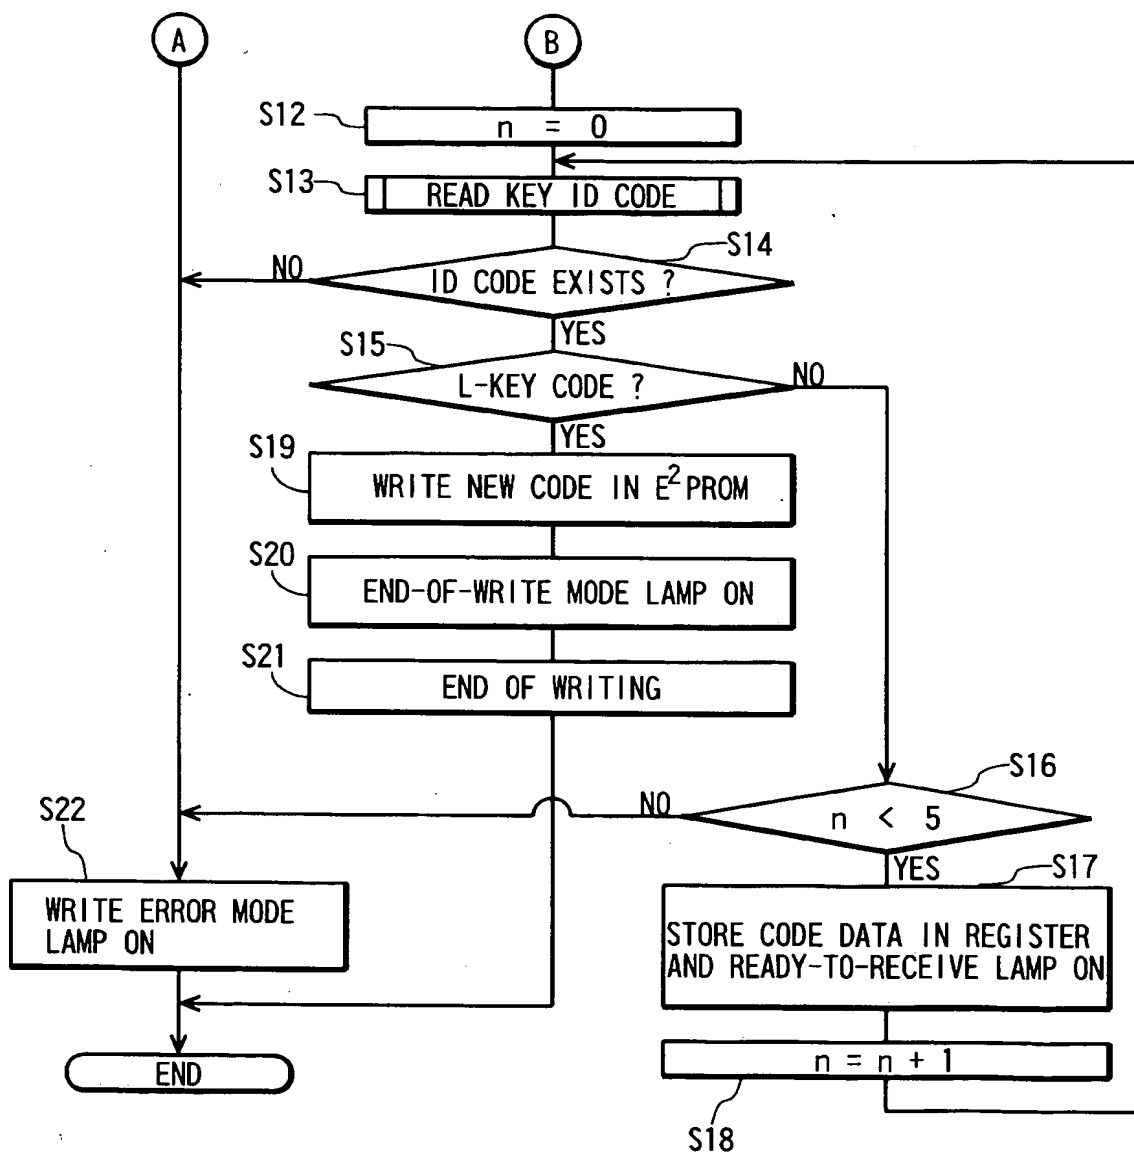 A
B
S12
n = 0
S13
READ KEY ID CODE
S14
ID CODE EXISTS ?
NO
YES
S15
L-KEY CODE ?
NO
YES
S19
WRITE NEW CODE IN E²PROM
S20
END-OF-WRITE MODE LAMP ON
S21
END OF WRITING
S16
n < 5
NO
YES
S22
WRITE ERROR MODE
LAMP ON
S17
STORE CODE DATA IN REGISTER
AND READY-TO-RECEIVE LAMP ON
n = n + 1
S18
END